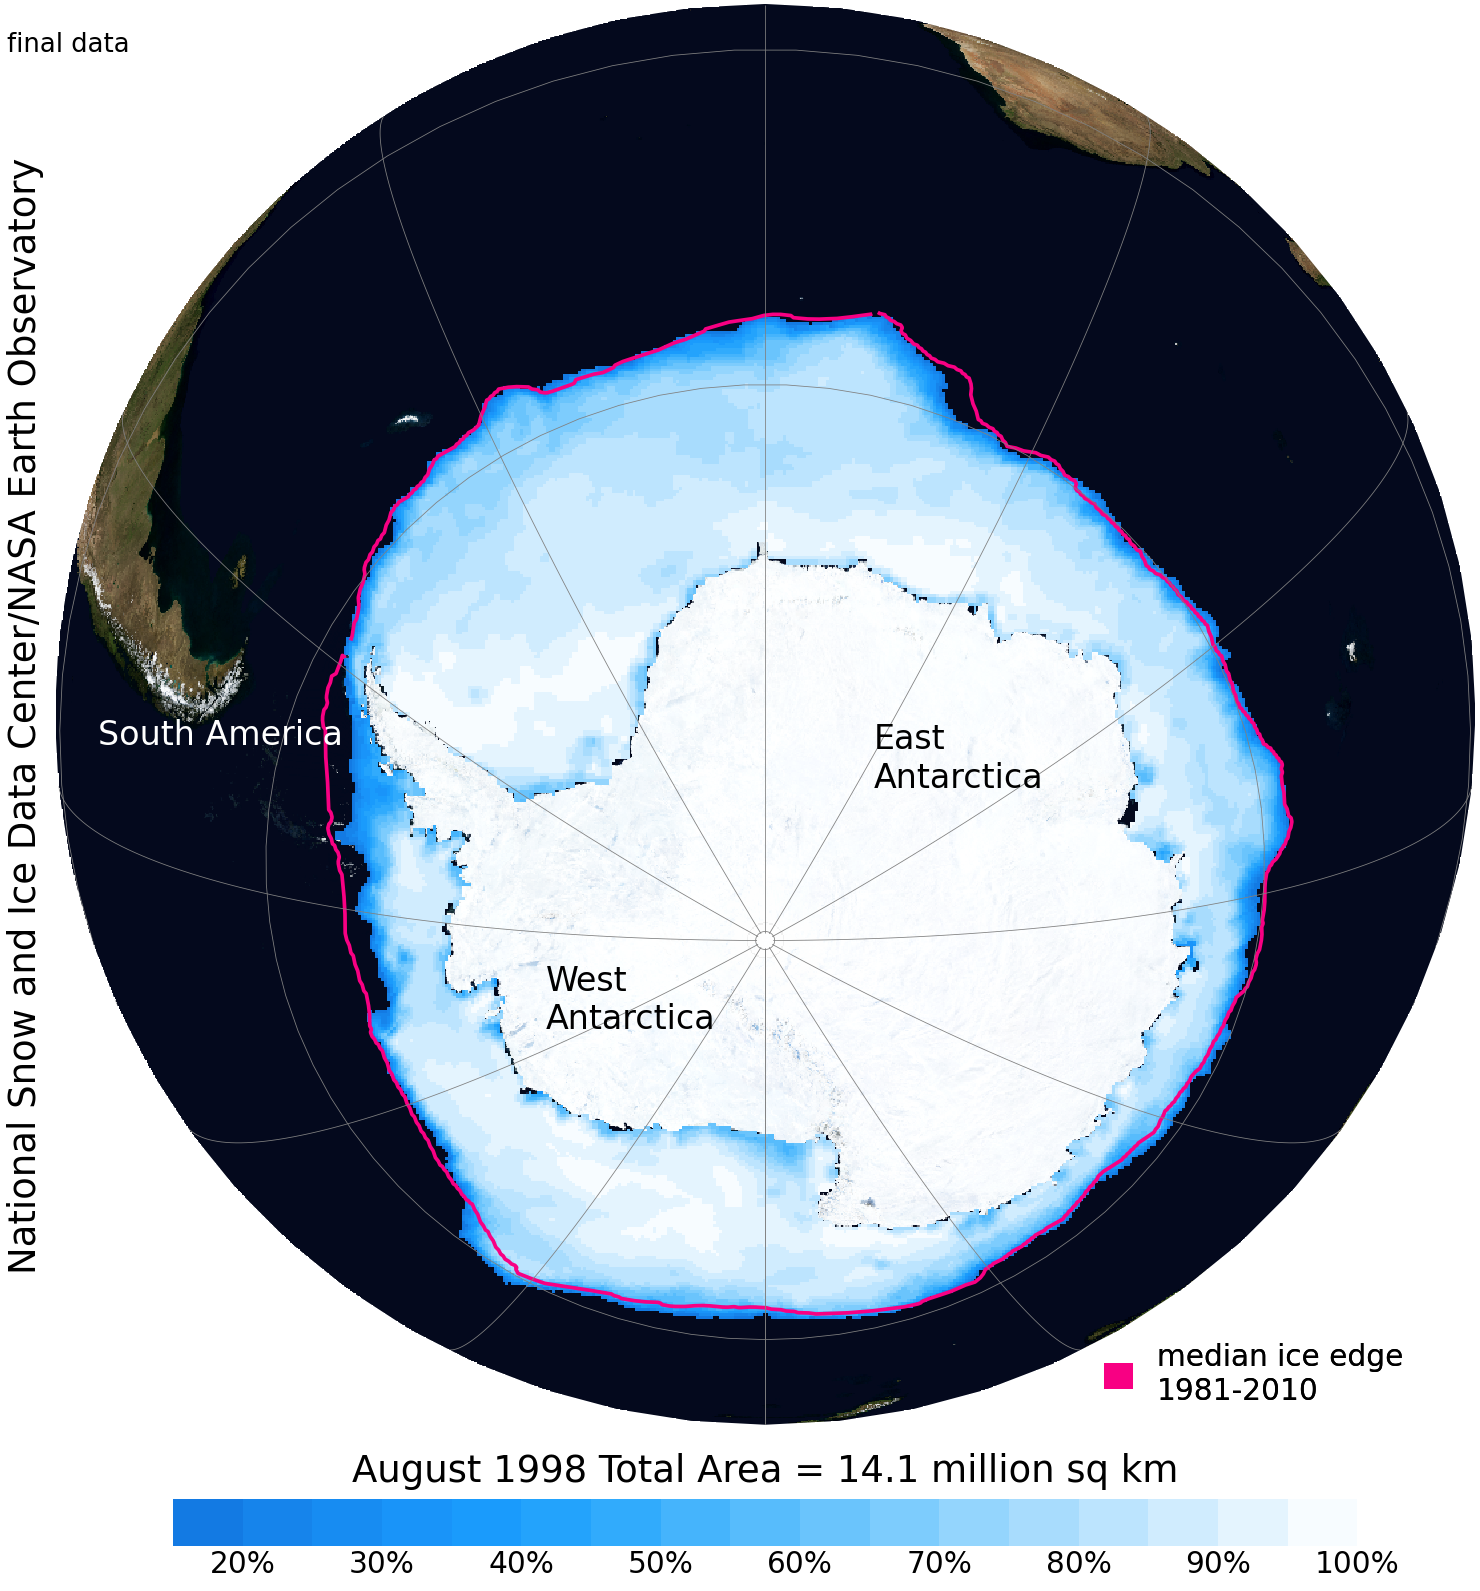 final data
National Snow and Ice Data Center/NASA Earth Observatory
South America
East
Antarctica
West
Antarctica
median ice edge
1981-2010
August 1998 Total Area = 14.1 million sq km
20% 30% 40% 50% 60% 70% 80% 90% 100%